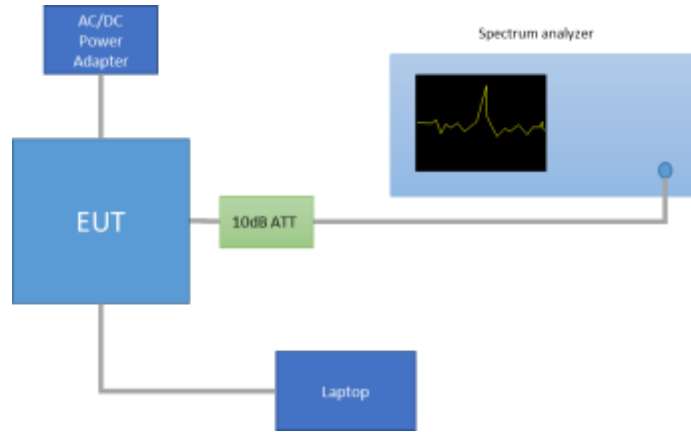 AC/DC
Power
Adapter
Spectrum analyzer
EUT
10dB ATT
Laptop